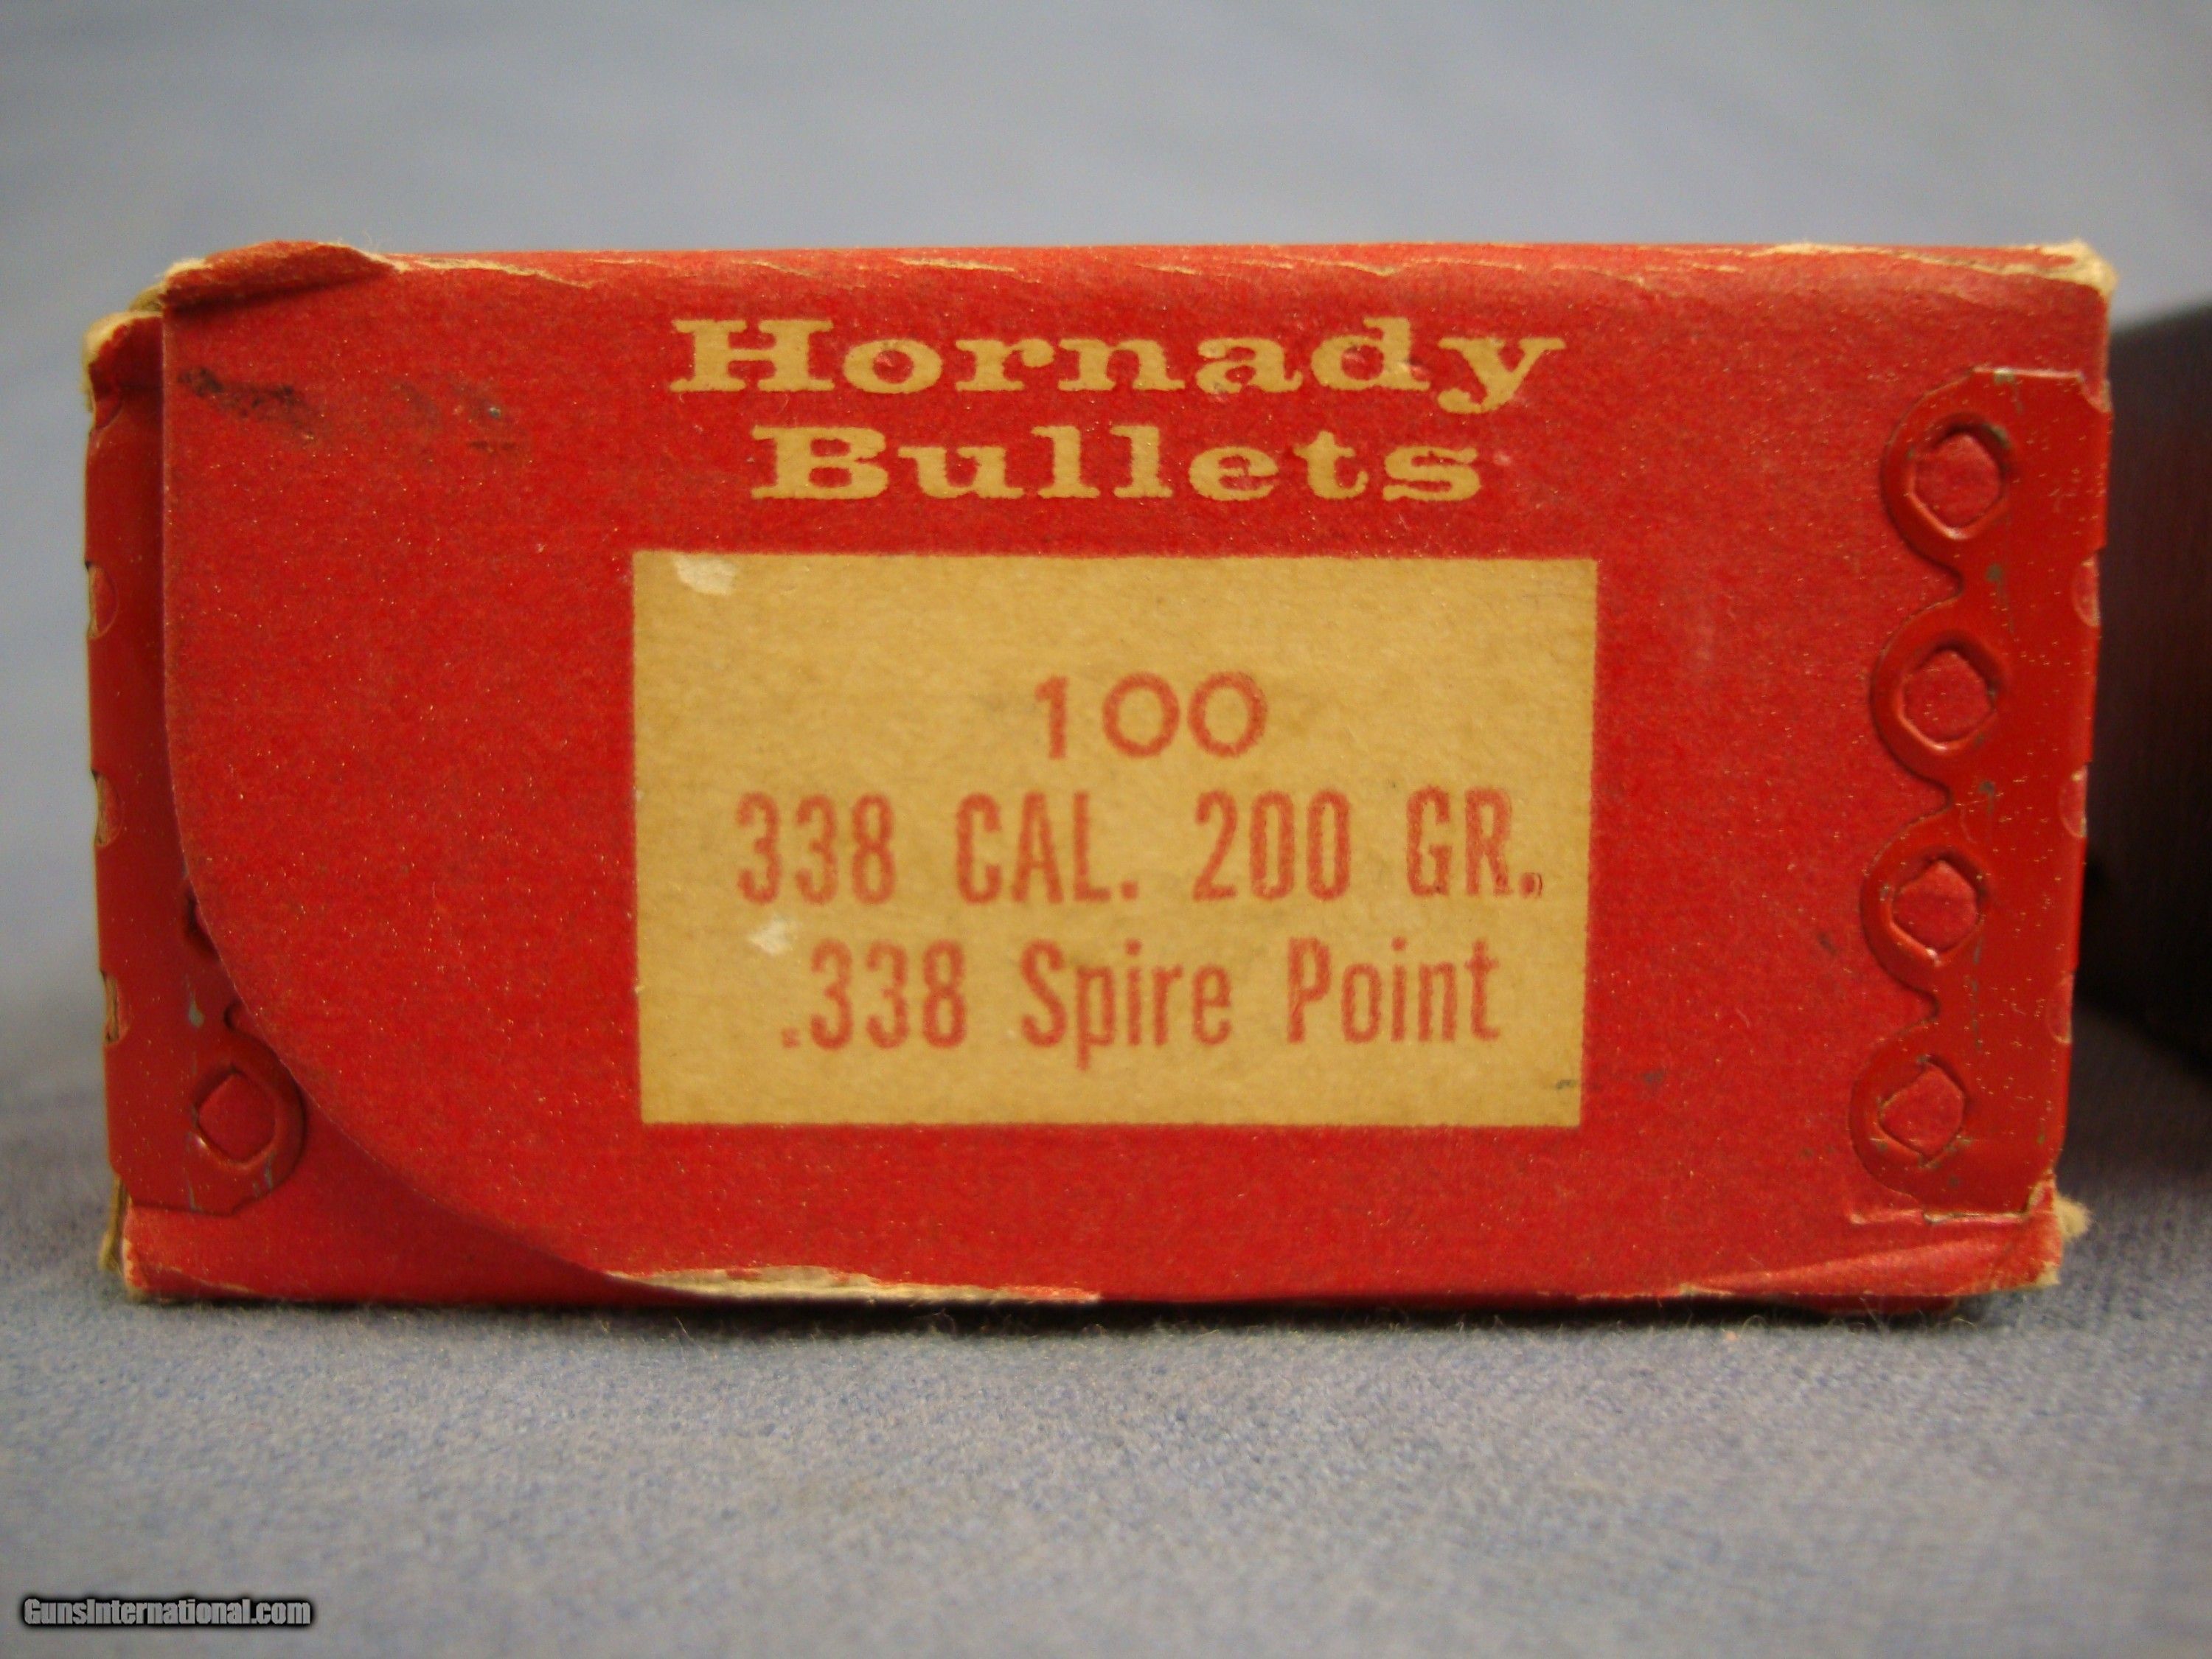 Hornady
Bullets
100
338 CAL. 200 GR.
.338 Spire Point
GunsInternational.com